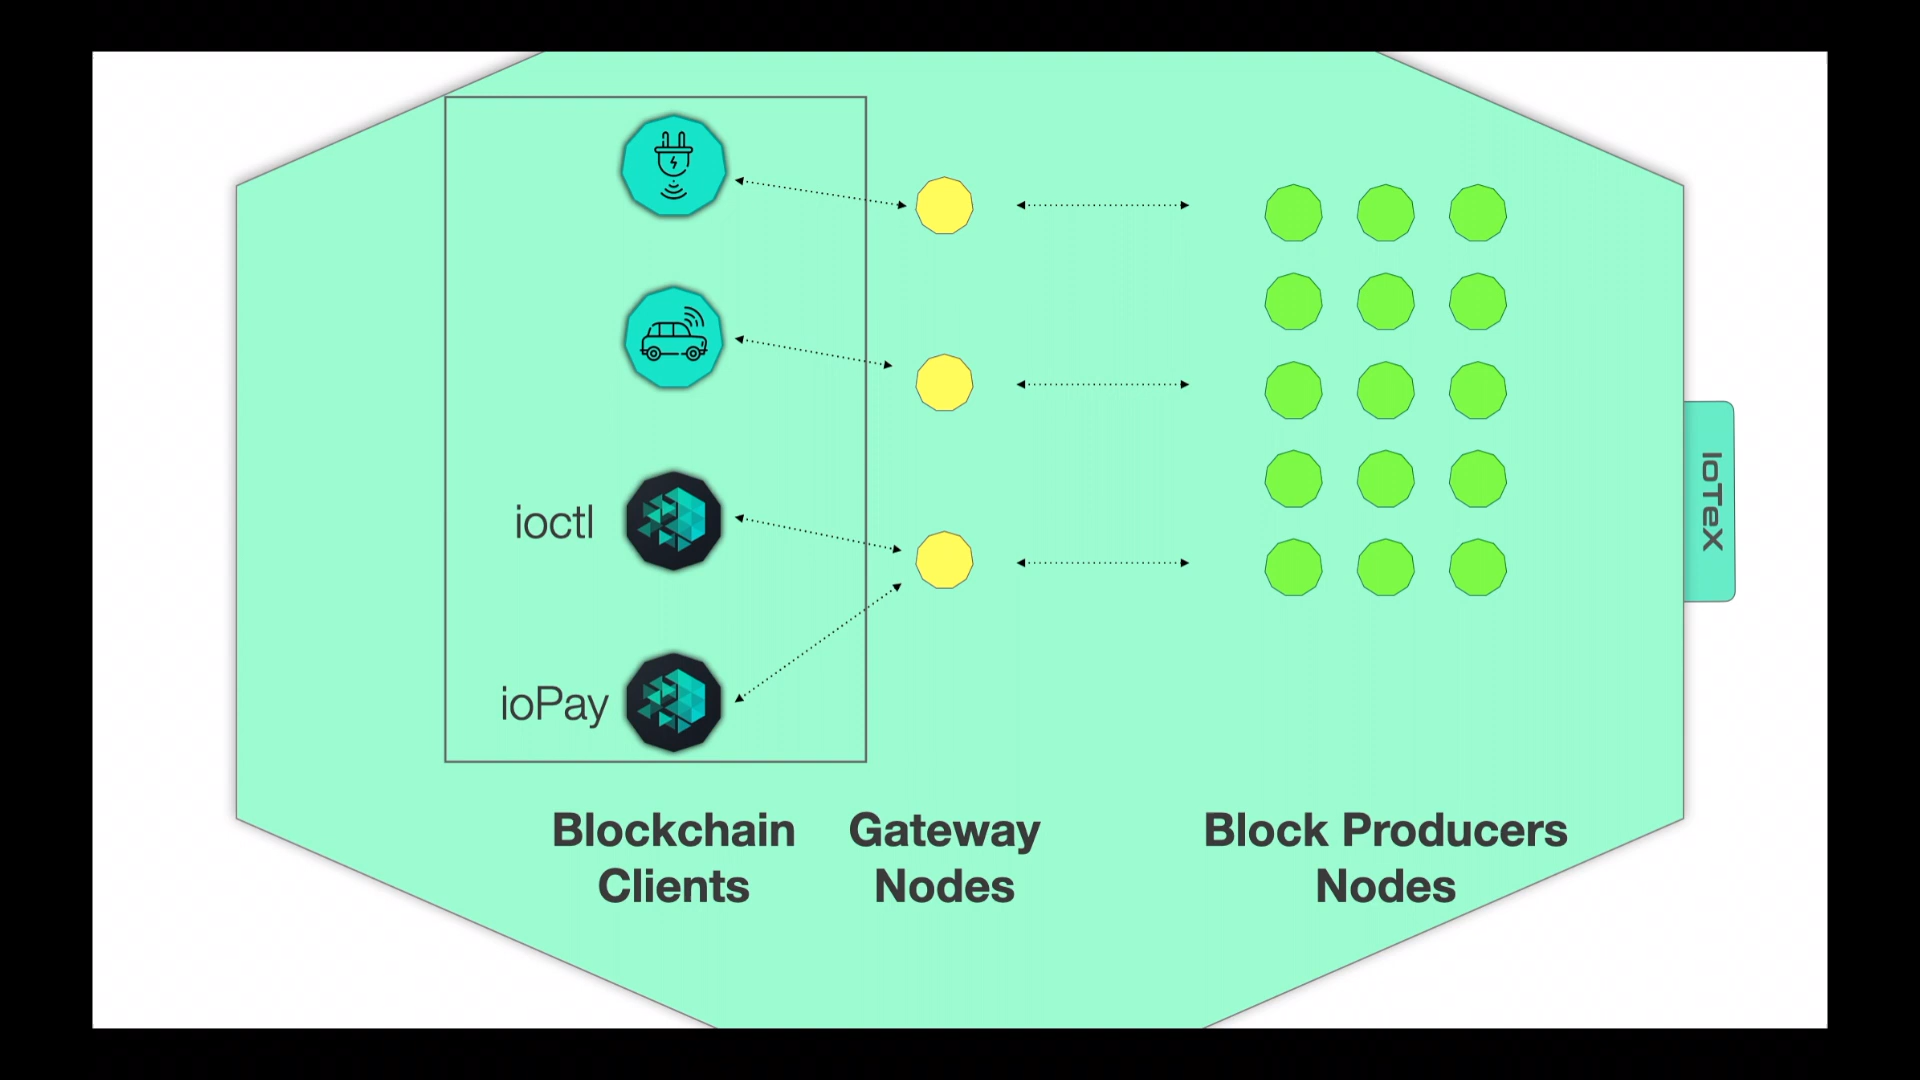 ioctl
ioPay
IoTeX
Blockchain
Clients
Gateway
Nodes
Block Producers
Nodes